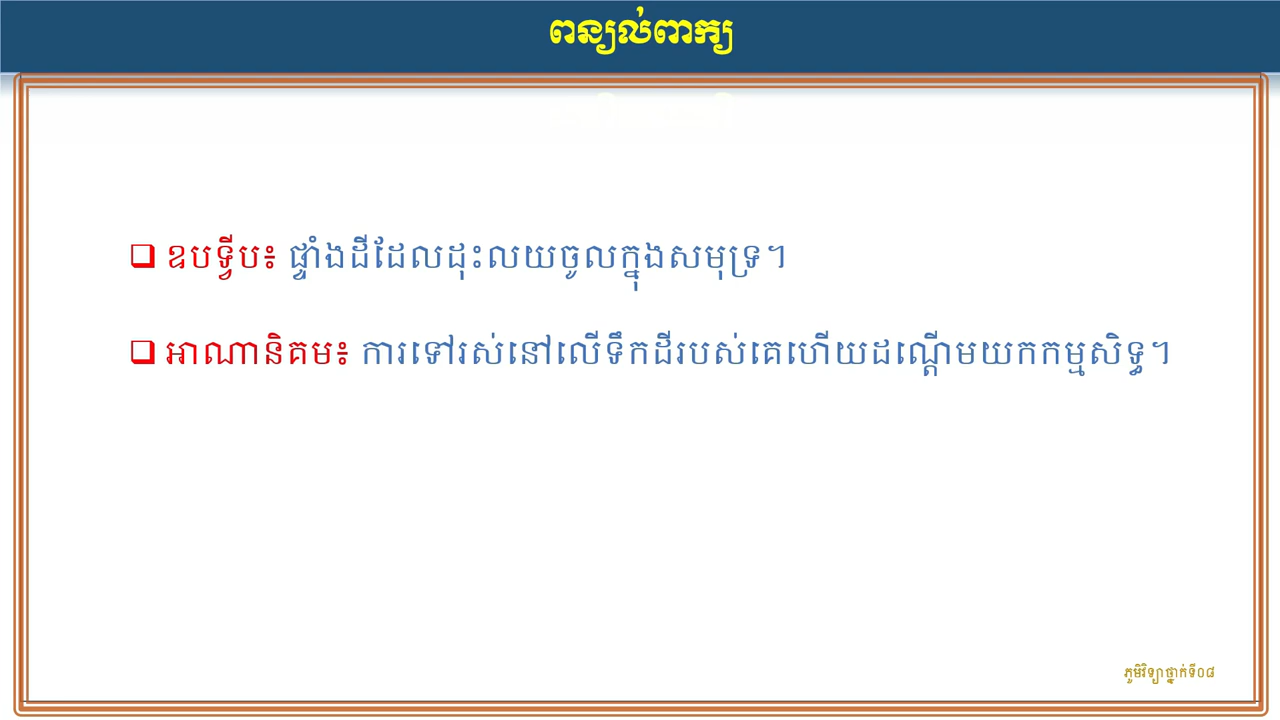 ពន្យល់ពាក្យ
ឧបទ្វីប៖ ផ្ទាំងដីដែលដុះលយចូលក្នុងសមុទ្រ។
អាណានិគម៖ ការទៅរស់នៅលើទឹកដីរបស់គេហើយដណ្ដើមយកកម្មសិទ្ធ។
ភូមិវិទ្យាថ្នាក់ទី០៨